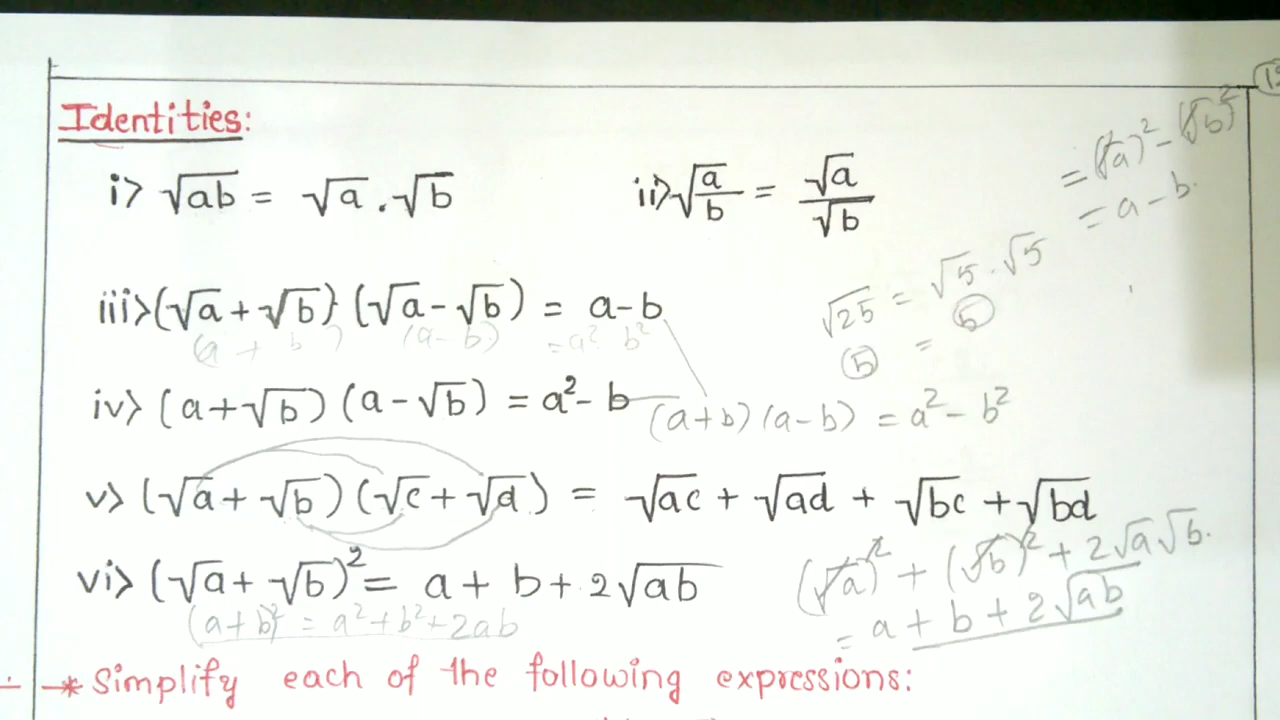 Identities:
i> √ab = √a . √b
ii> √(a/b) = √a/√b
= (√a)² - (√b)²
= a - b.
√25 = √5 . √5
5 = 5
iii> (√a + √b) (√a - √b) = a - b
(a + b) (a - b) = a² b²
iv> (a + √b) (a - √b) = a² - b
(a + b) (a - b) = a² - b²
v> (√a + √b) (√c + √d) = √ac + √ad + √bc + √bd
vi> (√a + √b)² = a + b + 2√ab
(a + b)² = a² + b² + 2ab
(√a)² + (√b)² + 2√a√b.
= a + b + 2√ab
* Simplify each of the following expressions: